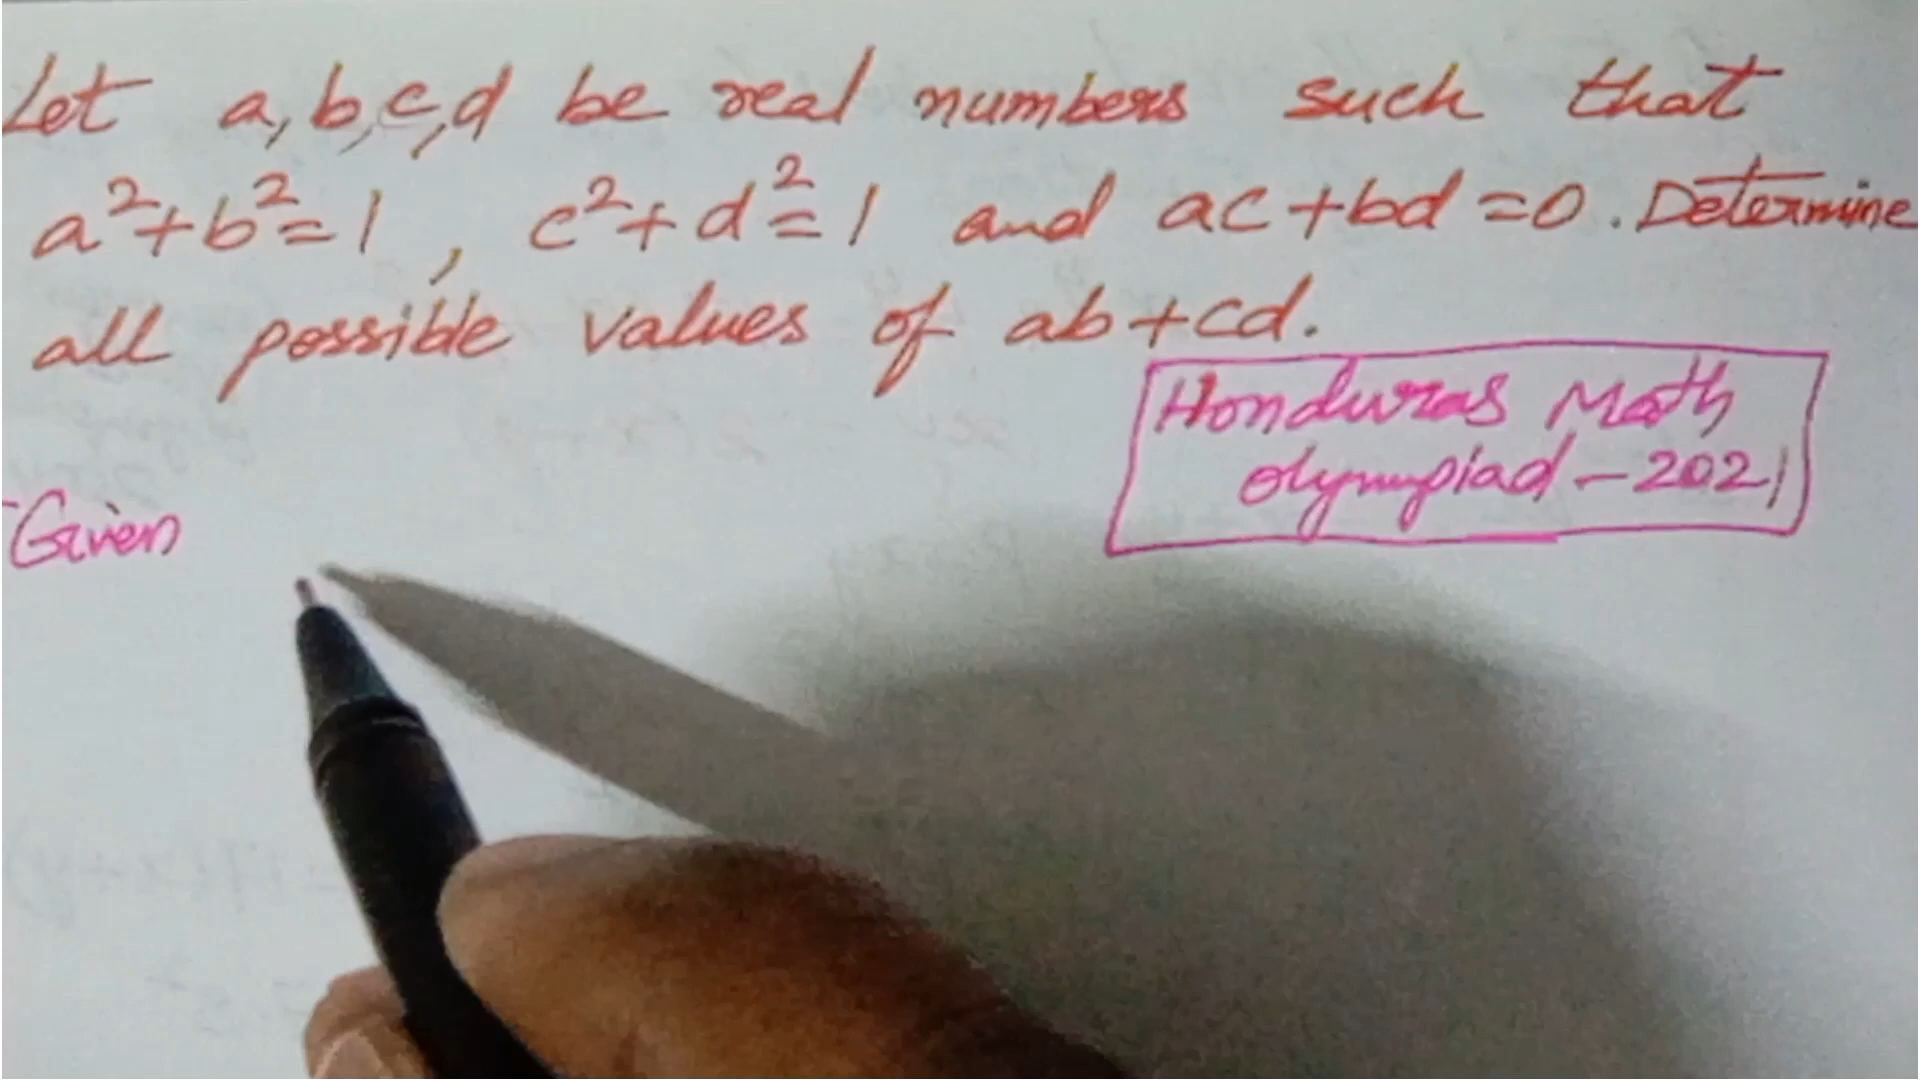 Let a, b, c, d be real numbers such that
a²+b²=1, c²+d²=1 and ac+bd=0. Determine
all possible values of ab+cd.
Honduras Math
Olympiad-2021
Given